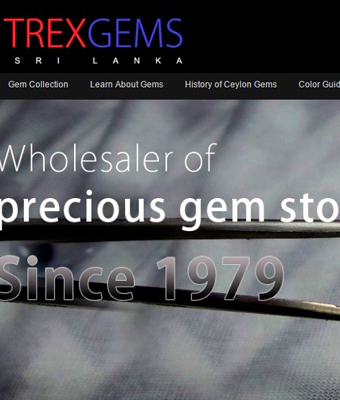 TREXGEMS
SRI LANKA
Gem Collection Learn About Gems History of Ceylon Gems Color Guid
Wholesaler of
precious gem sto
Since 1979